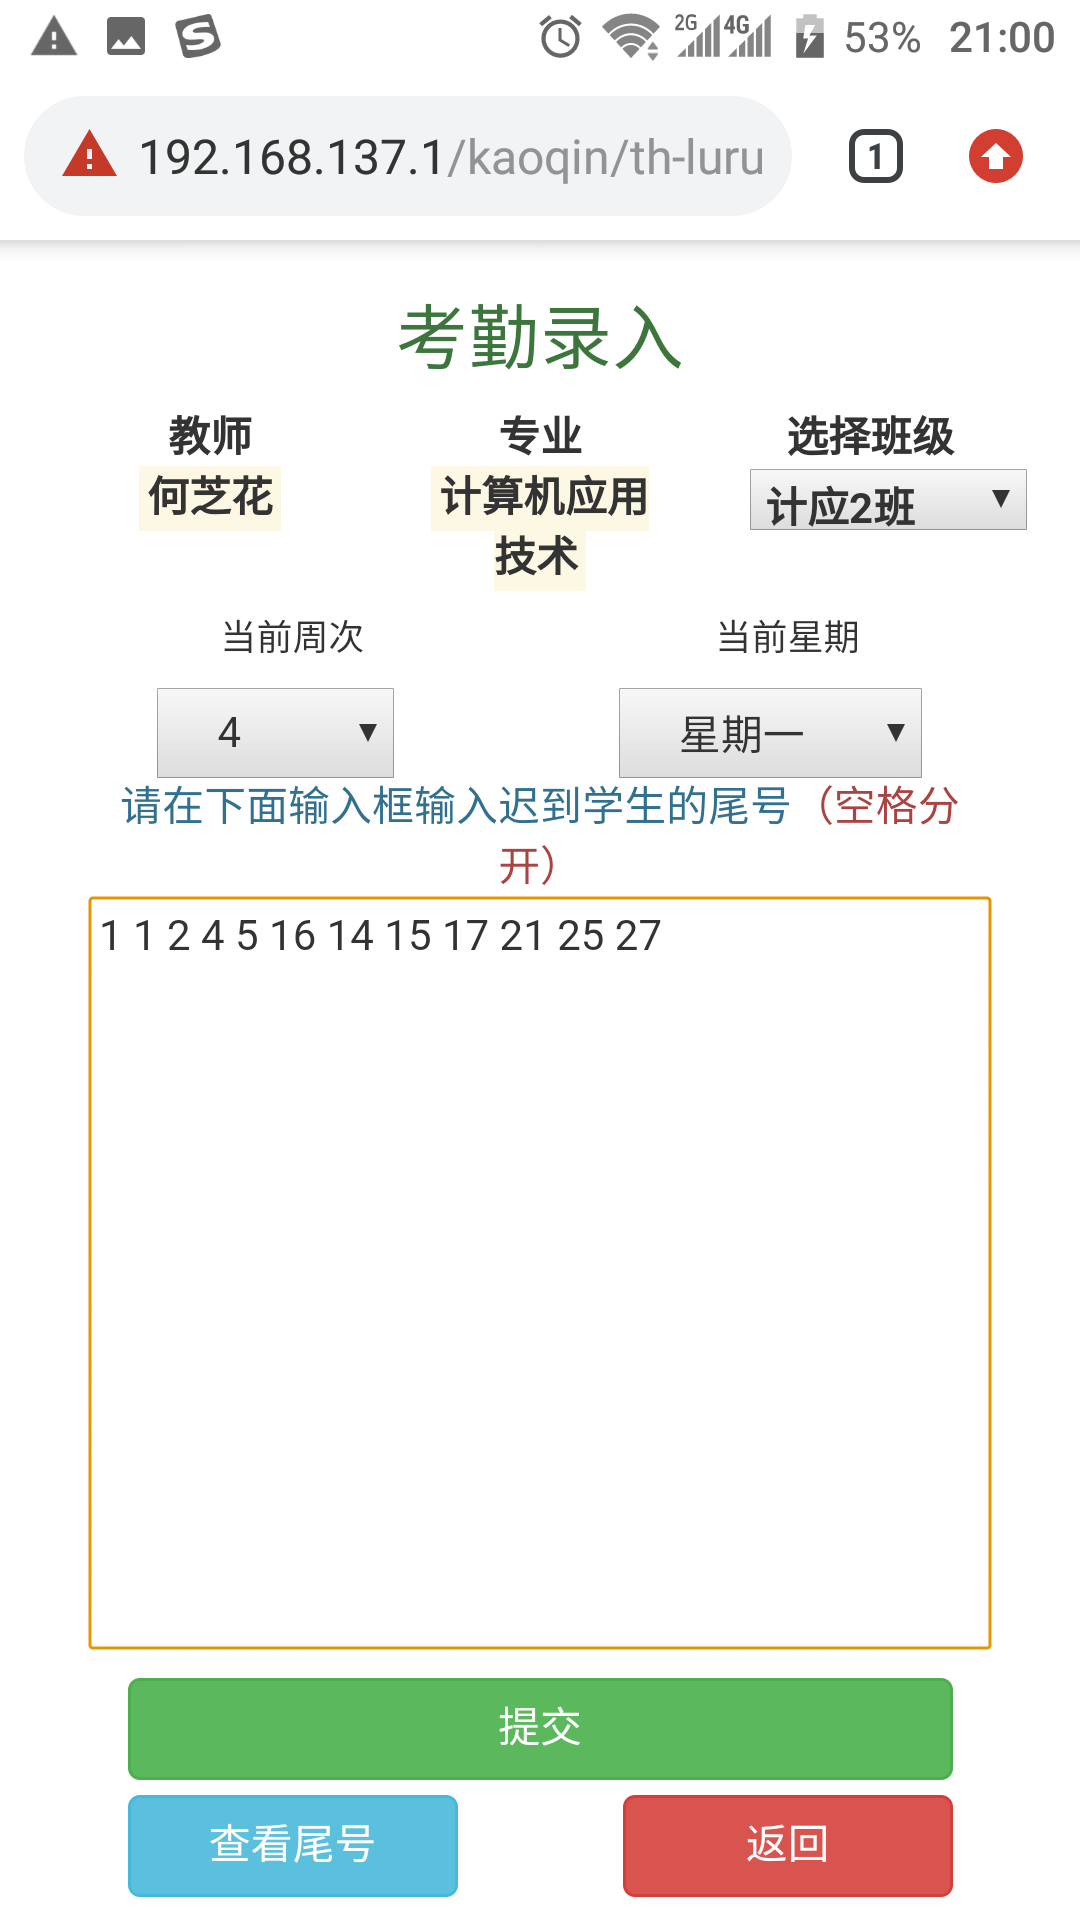 2G 4G 53% 21:00
192.168.137.1/kaoqin/th-luru 1
考勤录入
教师 专业 选择班级
何芝花 计算机应用 计应2班
技术
当前周次 当前星期
4 星期一
请在下面输入框输入迟到学生的尾号（空格分
开）
1 1 2 4 5 16 14 15 17 21 25 27
提交
查看尾号 返回